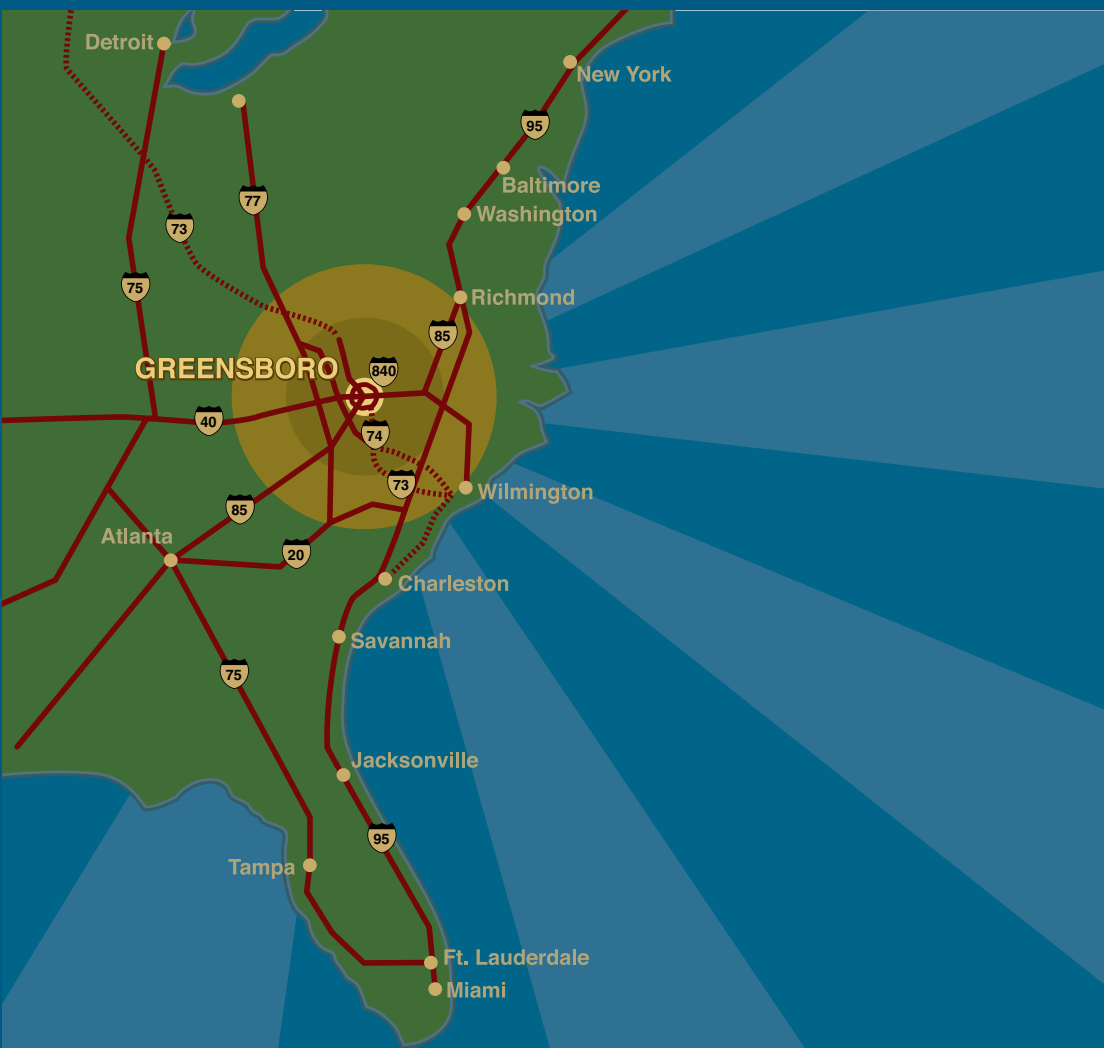 Detroit
New York
95
Baltimore
77
Washington
73
75
Richmond
85
GREENSBORO
840
40
74
73
Wilmington
85
Atlanta
20
Charleston
Savannah
75
Jacksonville
95
Tampa
Ft. Lauderdale
Miami